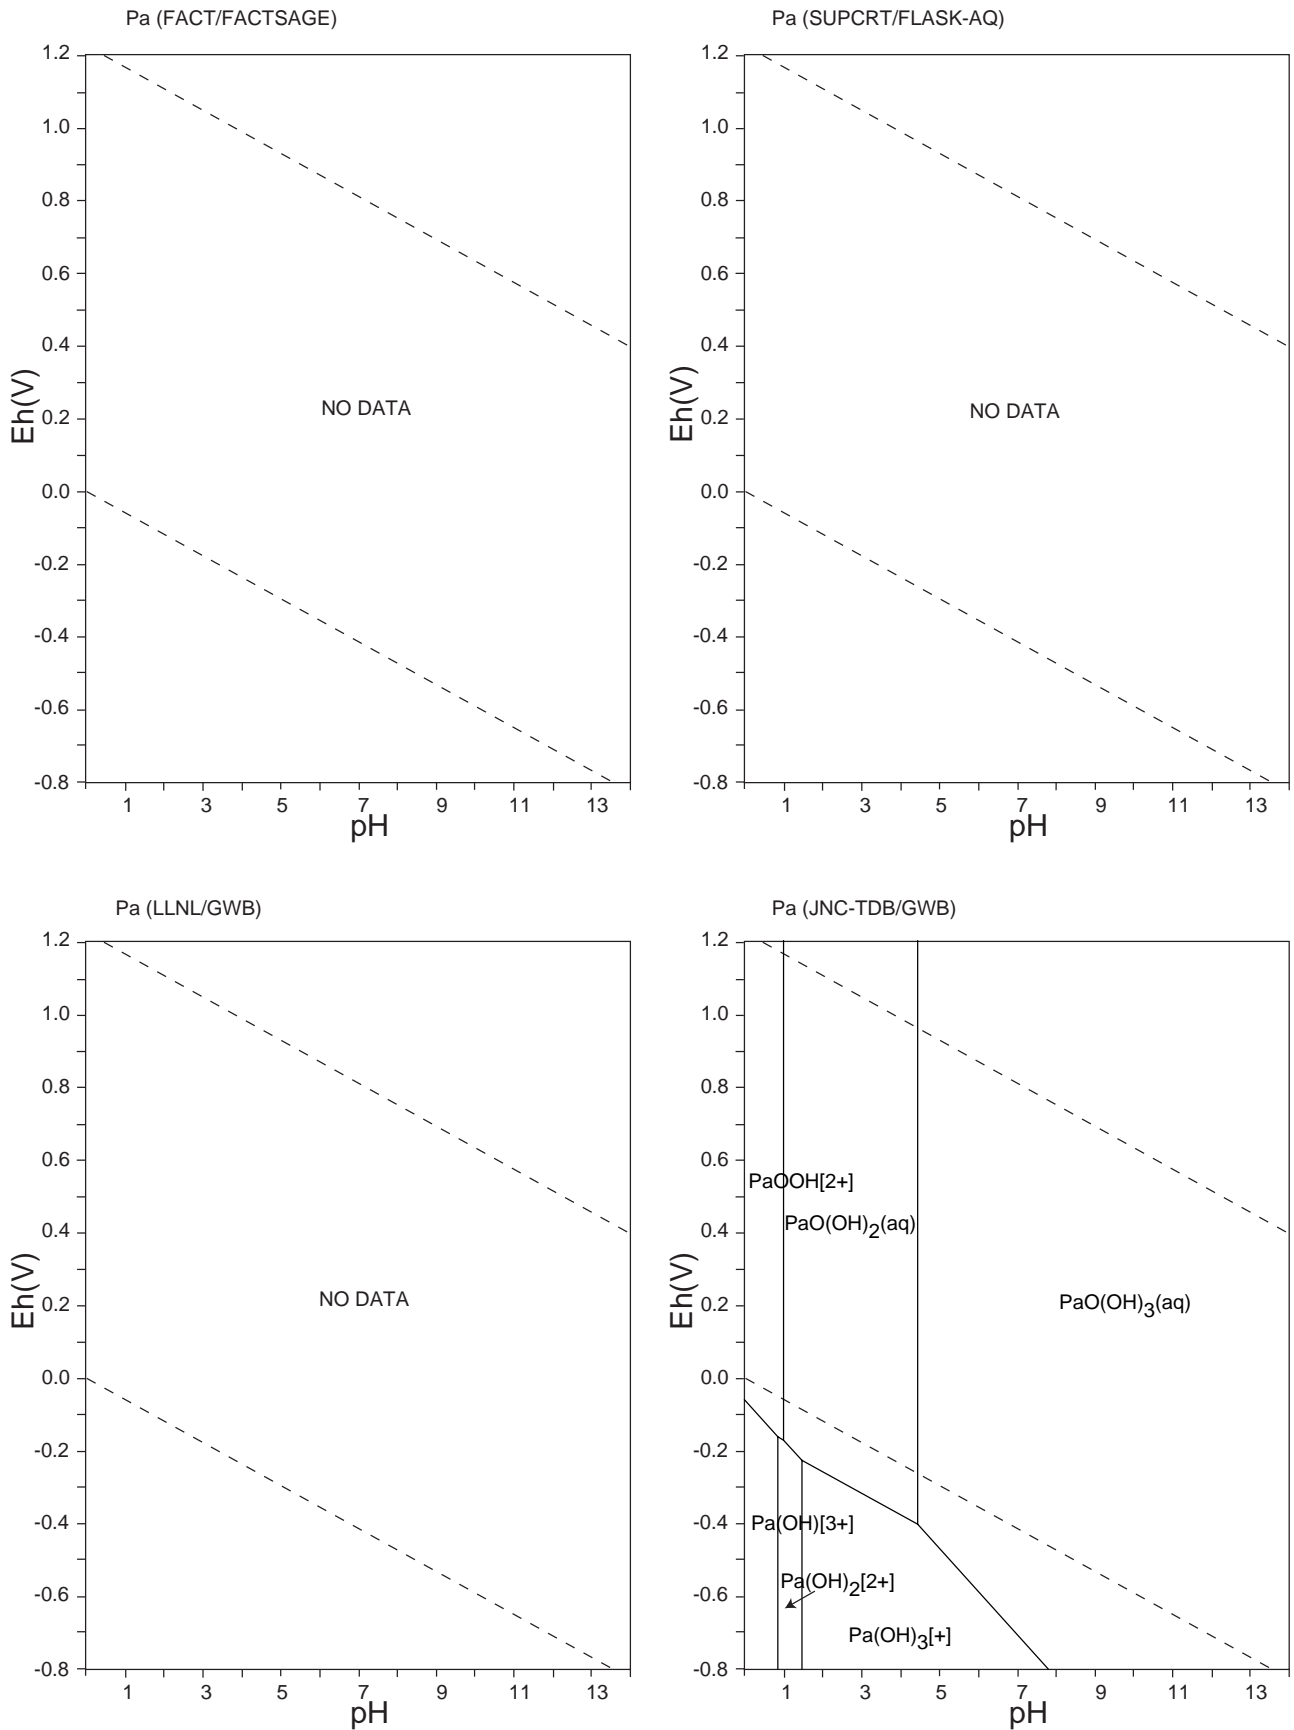 Pa (FACT/FACTSAGE)
1.2
1.0
0.8
0.6
0.4
0.2
0.0
-0.2
-0.4
-0.6
-0.8
Eh(V)
NO DATA
1 3 5 7 9 11 13
pH
Pa (SUPCRT/FLASK-AQ)
1.2
1.0
0.8
0.6
0.4
0.2
0.0
-0.2
-0.4
-0.6
-0.8
Eh(V)
NO DATA
1 3 5 7 9 11 13
pH
Pa (LLNL/GWB)
1.2
1.0
0.8
0.6
0.4
0.2
0.0
-0.2
-0.4
-0.6
-0.8
Eh(V)
NO DATA
1 3 5 7 9 11 13
pH
Pa (JNC-TDB/GWB)
1.2
1.0
0.8
0.6
0.4
0.2
0.0
-0.2
-0.4
-0.6
-0.8
Eh(V)
PaOOH[2+]
PaO(OH)2(aq)
PaO(OH)3(aq)
Pa(OH)[3+]
Pa(OH)2[2+]
Pa(OH)3[+]
1 3 5 7 9 11 13
pH